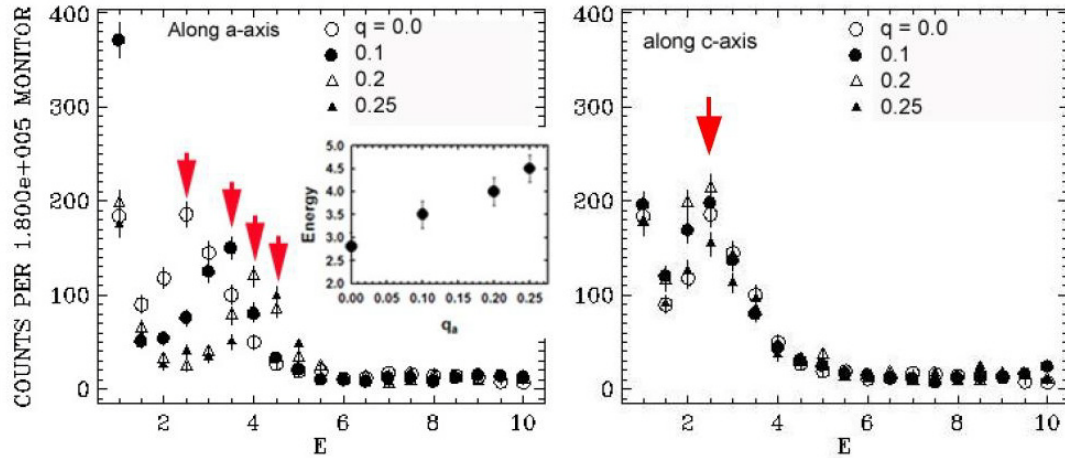 COUNTS PER 1.800e+005 MONITOR
400
300
200
100
0
Along a-axis
q = 0.0
0.1
0.2
0.25
Energy
5.0
4.5
4.0
3.5
3.0
2.5
2.0
0.00 0.05 0.10 0.15 0.20 0.25
qa
2 4 6 8 10
E
400
300
200
100
0
along c-axis
q = 0.0
0.1
0.2
0.25
2 4 6 8 10
E